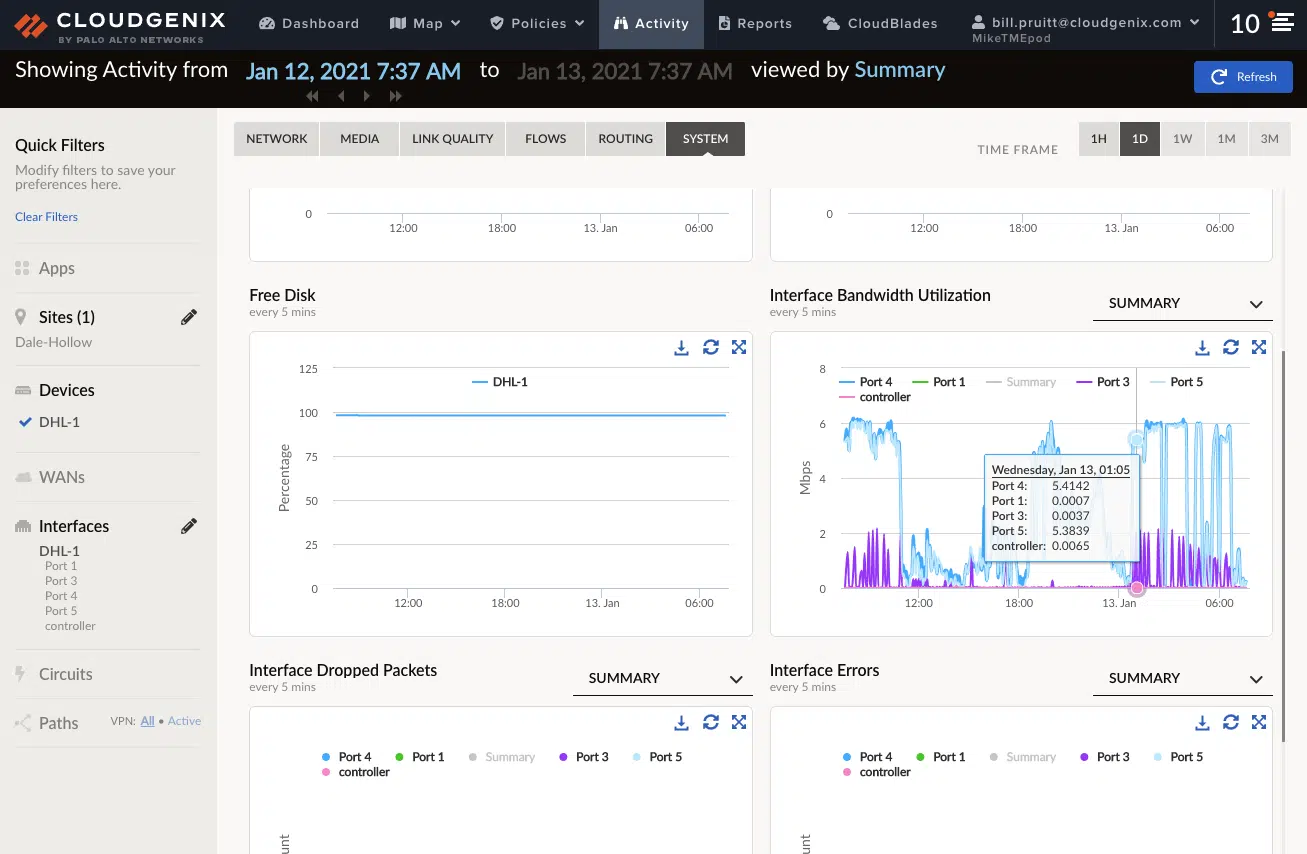 CLOUDGENIX
BY PALO ALTO NETWORKS
Dashboard
Map
Policies
Activity
Reports
CloudBlades
bill.pruitt@cloudgenix.com
MikeTMEpod
10
Showing Activity from Jan 12, 2021 7:37 AM to Jan 13, 2021 7:37 AM viewed by Summary
Refresh
Quick Filters
Modify filters to save your
preferences here.
Clear Filters
Apps
Sites (1)
Dale-Hollow
Devices
DHL-1
WANs
Interfaces
DHL-1
Port 1
Port 3
Port 4
Port 5
controller
Circuits
Paths VPN: All • Active
NETWORK MEDIA LINK QUALITY FLOWS ROUTING SYSTEM
TIME FRAME 1H 1D 1W 1M 3M
0
12:00 18:00 13. Jan 06:00
0
12:00 18:00 13. Jan 06:00
Free Disk
every 5 mins
DHL-1
Percentage
125
100
75
50
25
0
12:00 18:00 13. Jan 06:00
Interface Bandwidth Utilization
every 5 mins
SUMMARY
Port 4 Port 1 Summary Port 3 Port 5
controller
Mbps
8
6
4
2
0
Wednesday, Jan 13, 01:05
Port 4: 5.4142
Port 1: 0.0007
Port 3: 0.0037
Port 5: 5.3839
controller: 0.0065
12:00 18:00 13. Jan 06:00
Interface Dropped Packets
every 5 mins
SUMMARY
Port 4 Port 1 Summary Port 3 Port 5
controller
unt
Interface Errors
every 5 mins
SUMMARY
Port 4 Port 1 Summary Port 3 Port 5
controller
unt